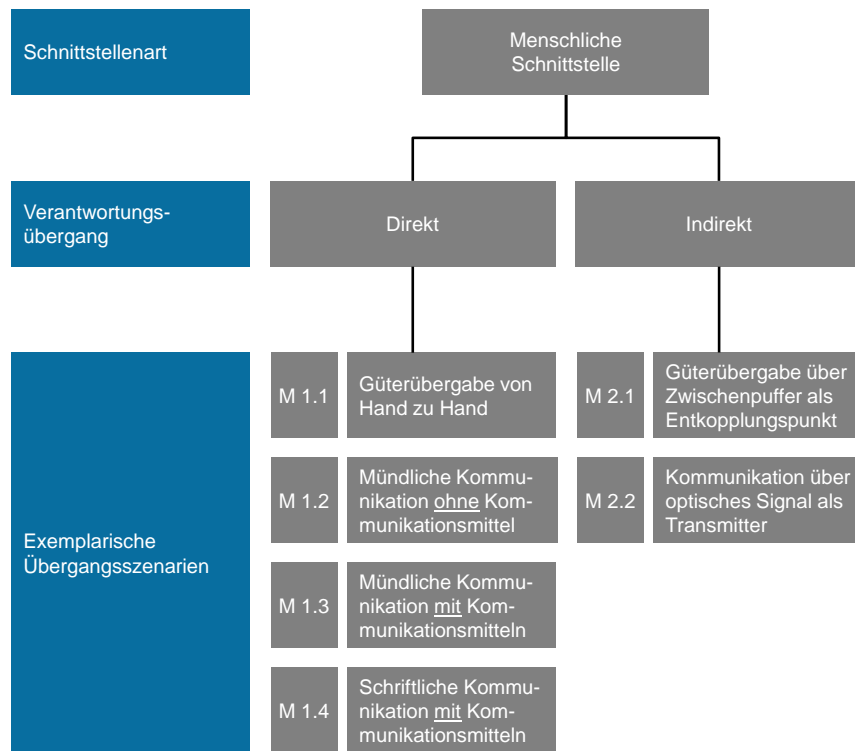 Schnittstellenart
Menschliche
Schnittstelle
Verantwortungs-
übergang
Direkt
Indirekt
Exemplarische
Übergangsszenarien
M 1.1
Güterübergabe von
Hand zu Hand
M 2.1
Güterübergabe über
Zwischenpuffer als
Entkopplungspunkt
M 1.2
Mündliche Kommu-
nikation ohne Kom-
munikationsmittel
M 2.2
Kommunikation über
optisches Signal als
Transmitter
M 1.3
Mündliche Kommu-
nikation mit Kom-
munikationsmitteln
M 1.4
Schriftliche Kommu-
nikation mit Kom-
munikationsmitteln